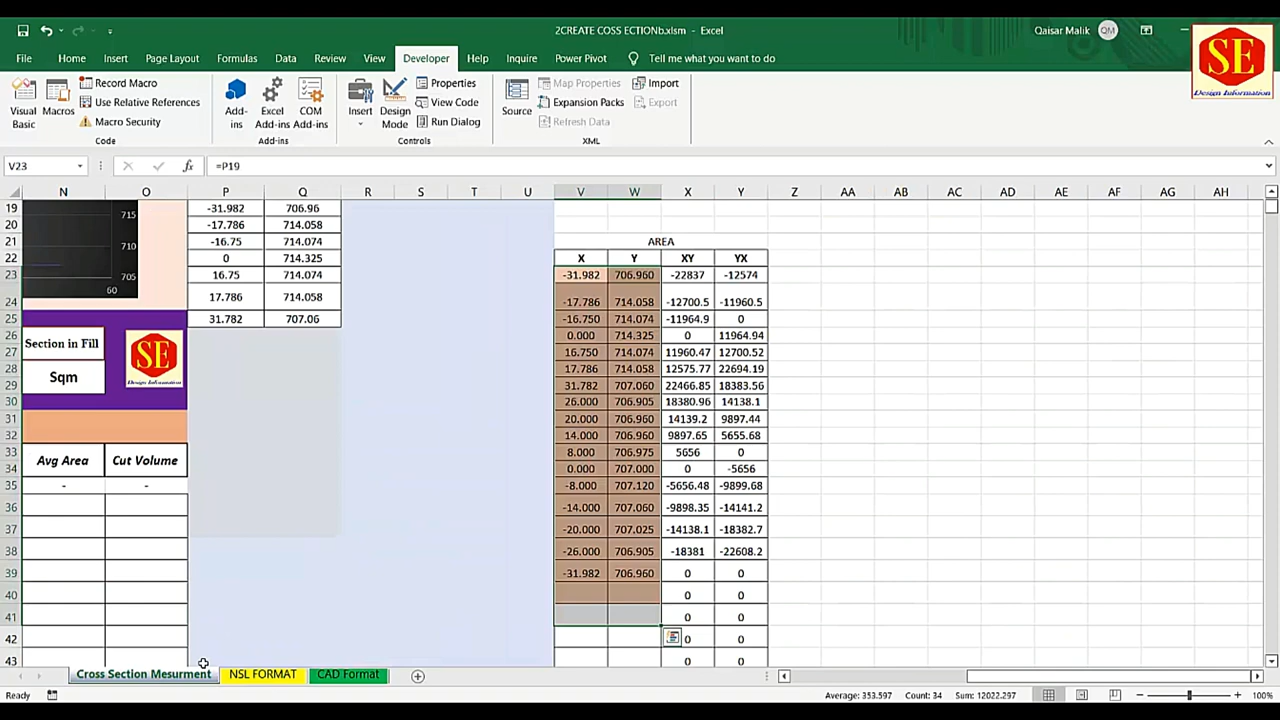 2CREATE COSS ECTIONb.xlsm - Excel
Qaisar Malik QM
SE
Design Information
File Home Insert Page Layout Formulas Data Review View Developer Help Inquire Power Pivot Tell me what you want to do
Visual Basic
Macros
Record Macro
Use Relative References
Macro Security
Code
Add-ins
Excel Add-ins
COM Add-ins
Add-ins
Insert
Design Mode
Properties
View Code
Run Dialog
Controls
Source
Map Properties
Expansion Packs
Refresh Data
Import
Export
XML
V23 fx =P19
N O P Q R S T U V W X Y Z AA AB AC AD AE AF AG AH
19 715 -31.982 706.96
20 -17.786 714.058
21 710 -16.75 714.074 AREA
22 0 714.325 X Y XY YX
23 705 16.75 714.074 -31.982 706.960 -22837 -12574
24 60 17.786 714.058 -17.786 714.058 -12700.5 -11960.5
25 31.782 707.06 -16.750 714.074 -11964.9 0
26 Section in Fill SE 0.000 714.325 0 11964.94
27 16.750 714.074 11960.47 12700.52
28 Sqm 17.786 714.058 12575.77 22694.19
29 Design Information 31.782 707.060 22466.85 18383.56
30 26.000 706.905 18380.96 14138.1
31 20.000 706.960 14139.2 9897.44
32 14.000 706.960 9897.65 5655.68
33 Avg Area Cut Volume 8.000 706.975 5656 0
34 0.000 707.000 0 -5656
35 - - -8.000 707.120 -5656.48 -9899.68
36 -14.000 707.060 -9898.35 -14141.2
37 -20.000 707.025 -14138.1 -18382.7
38 -26.000 706.905 -18381 -22608.2
39 -31.982 706.960 0 0
40 0 0
41 0 0
42 0 0
43 0 0
Cross Section Mesurment NSL FORMAT CAD Format
Ready Average: 353.597 Count: 34 Sum: 12022.297 100%